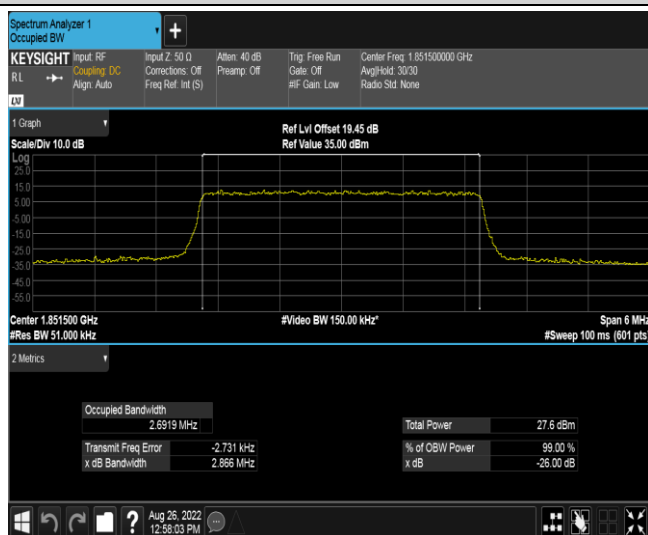 Spectrum Analyzer 1
Occupied BW
+
KEYSIGHT Input: RF Input Z: 50 Ω Atten: 40 dB Trig: Free Run Center Freq: 1.851500000 GHz
RL Coupling: DC Corrections: Off Preamp: Off Gate: Off Avg|Hold: 30/30
Align: Auto Freq Ref: Int (S) #IF Gain: Low Radio Std: None
LXI
1 Graph
Ref Lvl Offset 19.45 dB
Scale/Div 10.0 dB Ref Value 35.00 dBm
Log
25.0
15.0
5.00
-5.00
-15.0
-25.0
-35.0
-45.0
-55.0
Center 1.851500 GHz #Video BW 150.00 kHz* Span 6 MHz
#Res BW 51.000 kHz #Sweep 100 ms (601 pts)
2 Metrics
Occupied Bandwidth
2.6919 MHz Total Power 27.6 dBm
Transmit Freq Error -2.731 kHz % of OBW Power 99.00 %
x dB Bandwidth 2.866 MHz x dB -26.00 dB
? Aug 26, 2022
12:58:03 PM